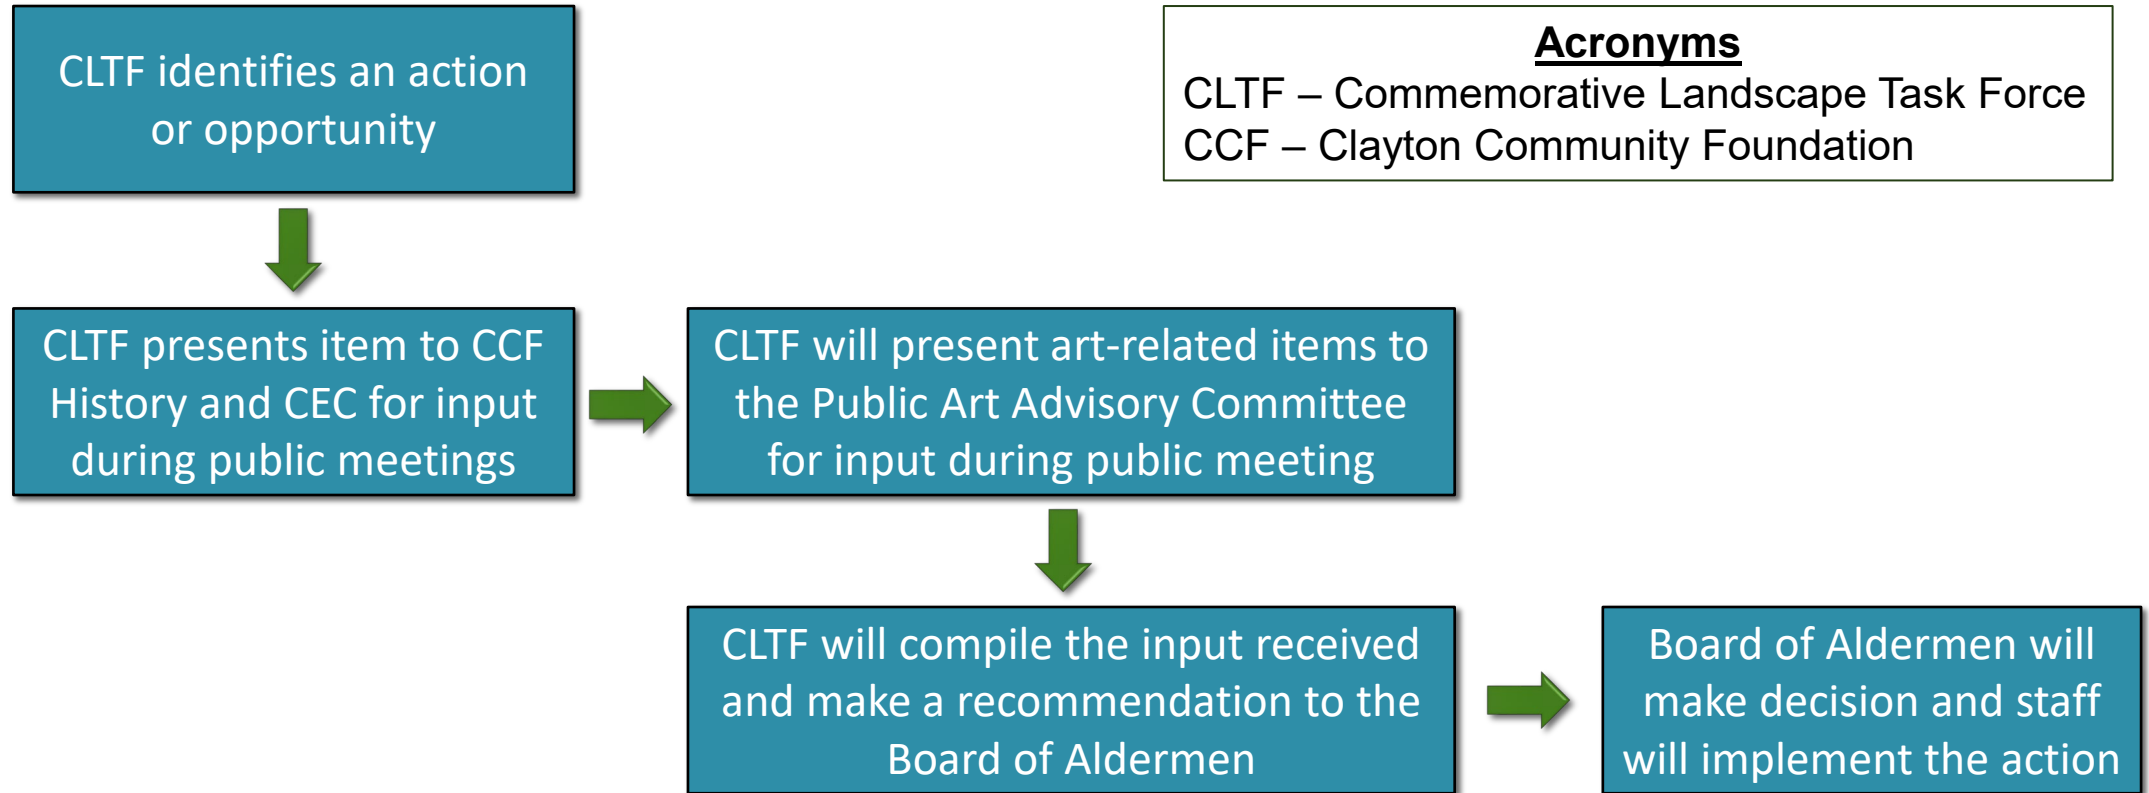 CLTF identifies an action
or opportunity
Acronyms
CLTF – Commemorative Landscape Task Force
CCF – Clayton Community Foundation
CLTF presents item to CCF
History and CEC for input
during public meetings
CLTF will present art-related items to
the Public Art Advisory Committee
for input during public meeting
CLTF will compile the input received
and make a recommendation to the
Board of Aldermen
Board of Aldermen will
make decision and staff
will implement the action